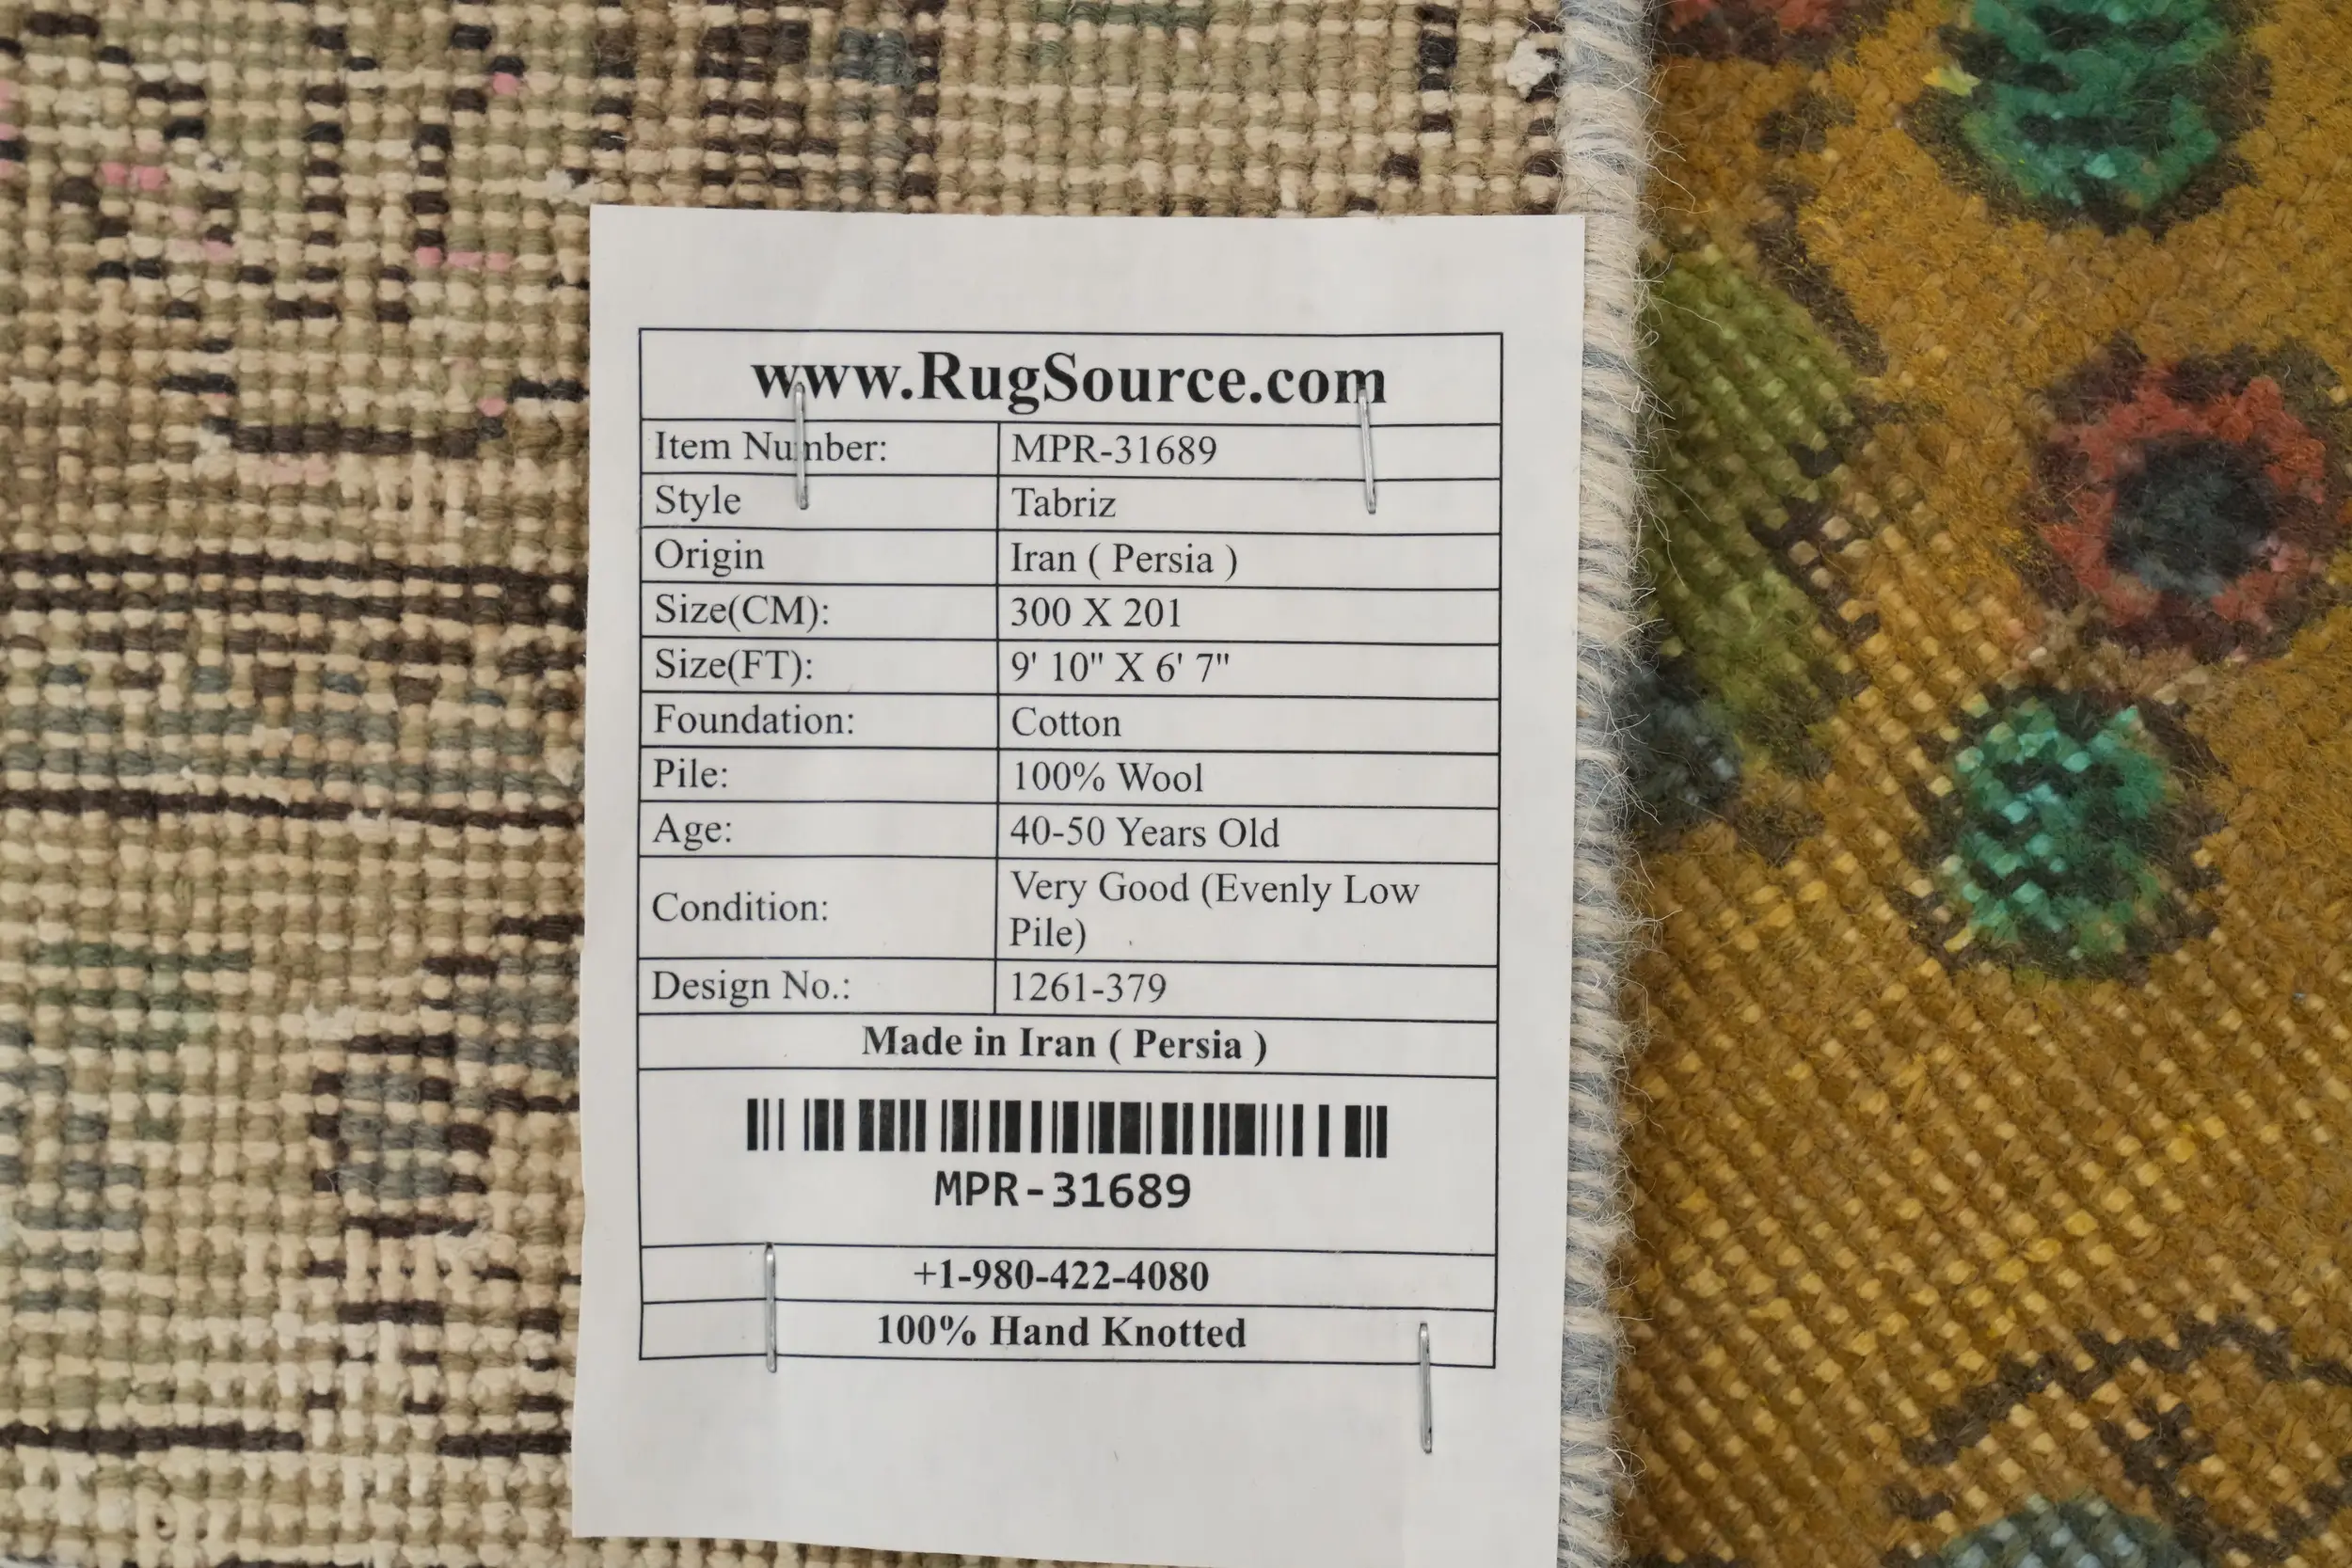 www.RugSource.com
Item Number: MPR-31689
Style Tabriz
Origin Iran ( Persia )
Size(CM): 300 X 201
Size(FT): 9' 10" X 6' 7"
Foundation: Cotton
Pile: 100% Wool
Age: 40-50 Years Old
Condition: Very Good (Evenly Low
Pile)
Design No.: 1261-379
Made in Iran ( Persia )
MPR-31689
+1-980-422-4080
100% Hand Knotted